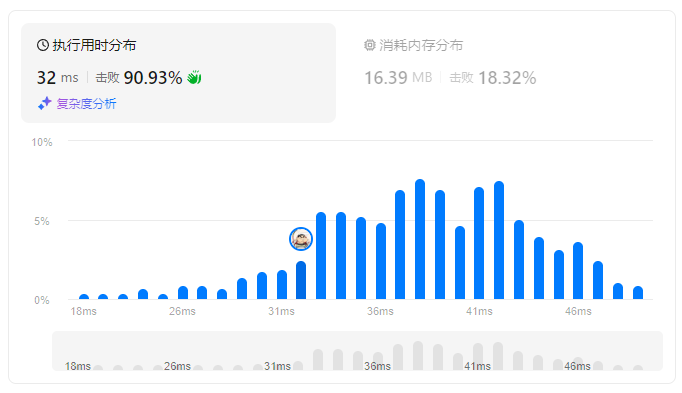 执行用时分布
32 ms 击败 90.93%
复杂度分析
消耗内存分布
16.39 MB 击败 18.32%
10%
5%
0%
18ms 26ms 31ms 36ms 41ms 46ms
18ms 26ms 31ms 36ms 41ms 46ms